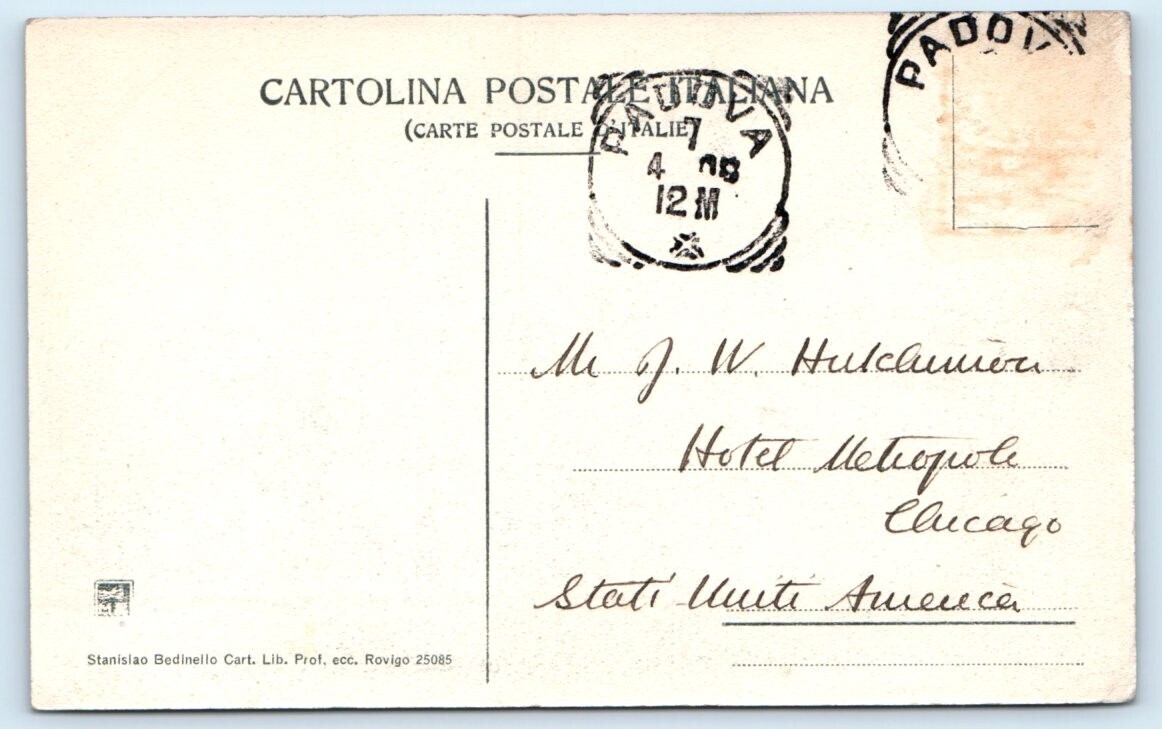 CARTOLINA POSTALE ITALIANA
(CARTE POSTALE D'ITALIE)
PADOVA
7
4 08
12 M
PADOV
Mr J. W. Hutchinson
Hotel Metropole
Chicago
Stati Uniti America
Stanislao Bedinello Cart. Lib. Prof. ecc. Rovigo 25085